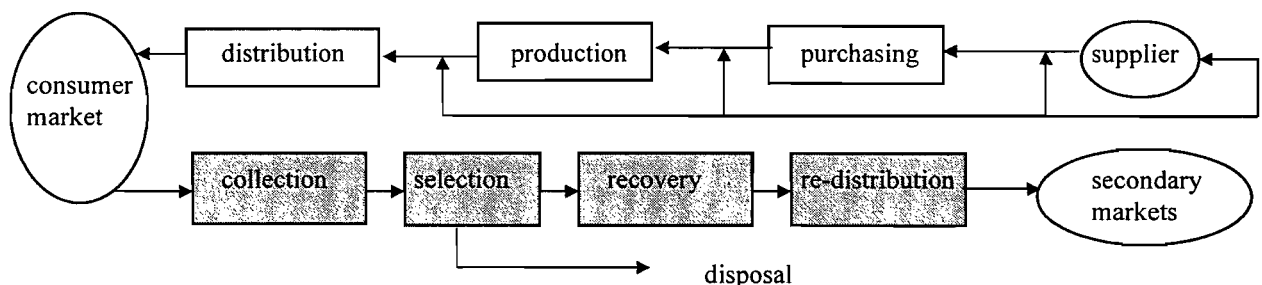 distribution
production
purchasing
supplier
consumer
market
collection
selection
recovery
re-distribution
secondary
markets
disposal